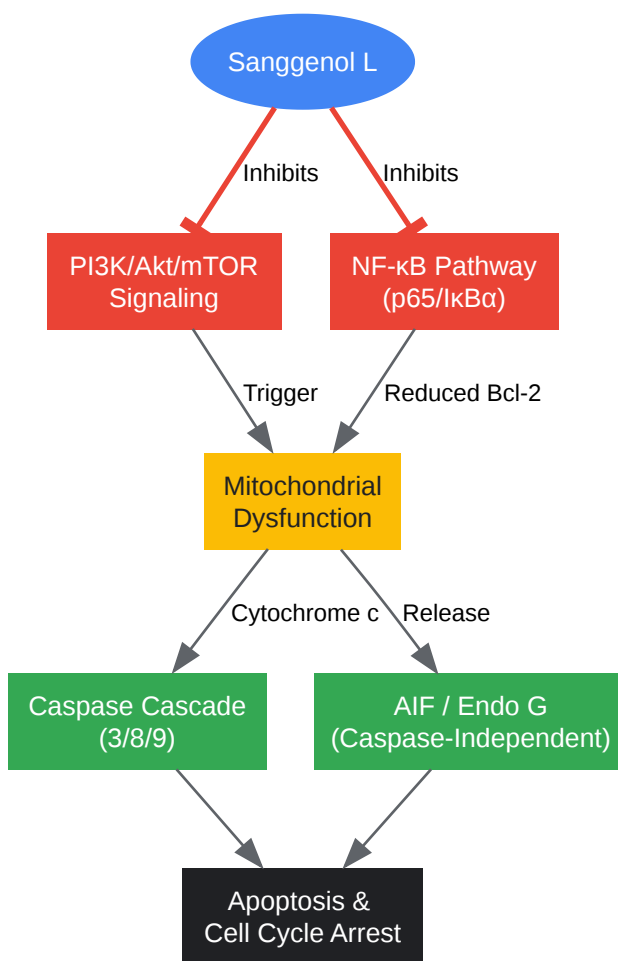 Sanggenol L
Inhibits
Inhibits
PI3K/Akt/mTOR
Signaling
NF-κB Pathway
(p65/IκBα)
Trigger
Reduced Bcl-2
Mitochondrial
Dysfunction
Cytochrome c
Release
Caspase Cascade
(3/8/9)
AIF / Endo G
(Caspase-Independent)
Apoptosis &
Cell Cycle Arrest